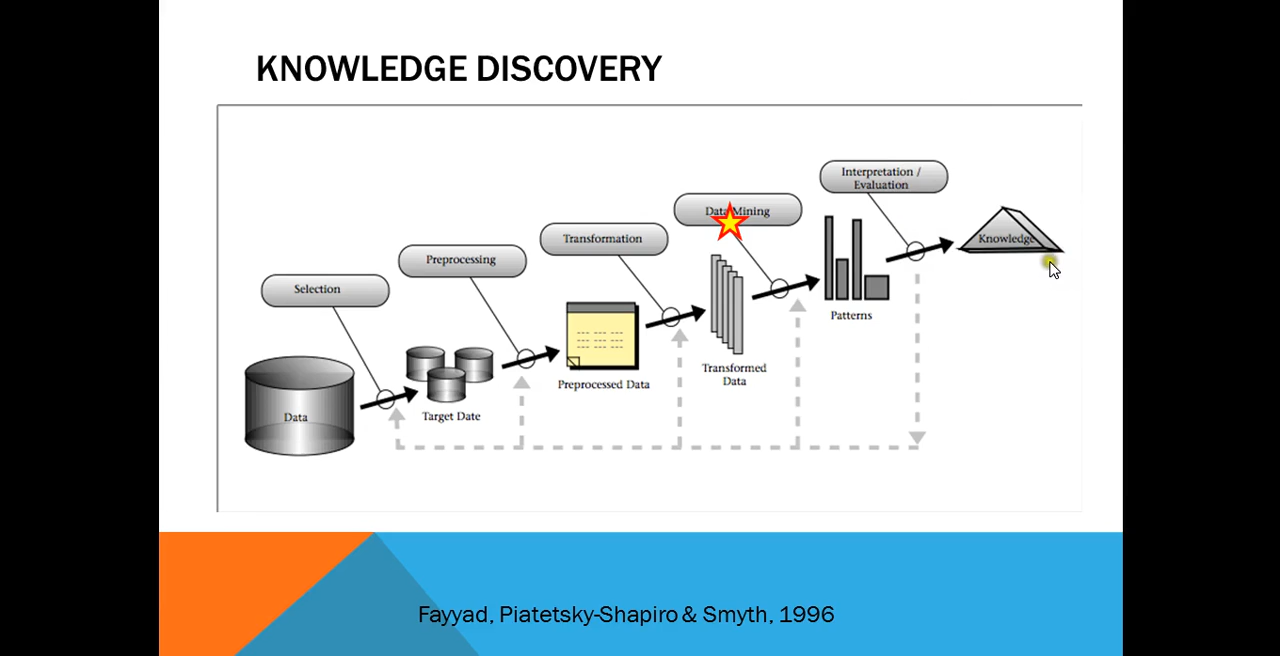 KNOWLEDGE DISCOVERY
Interpretation /
Evaluation
Data Mining
Transformation
Preprocessing
Selection
Knowledge
Patterns
Transformed
Data
Preprocessed Data
Target Date
Data
Fayyad, Piatetsky-Shapiro & Smyth, 1996